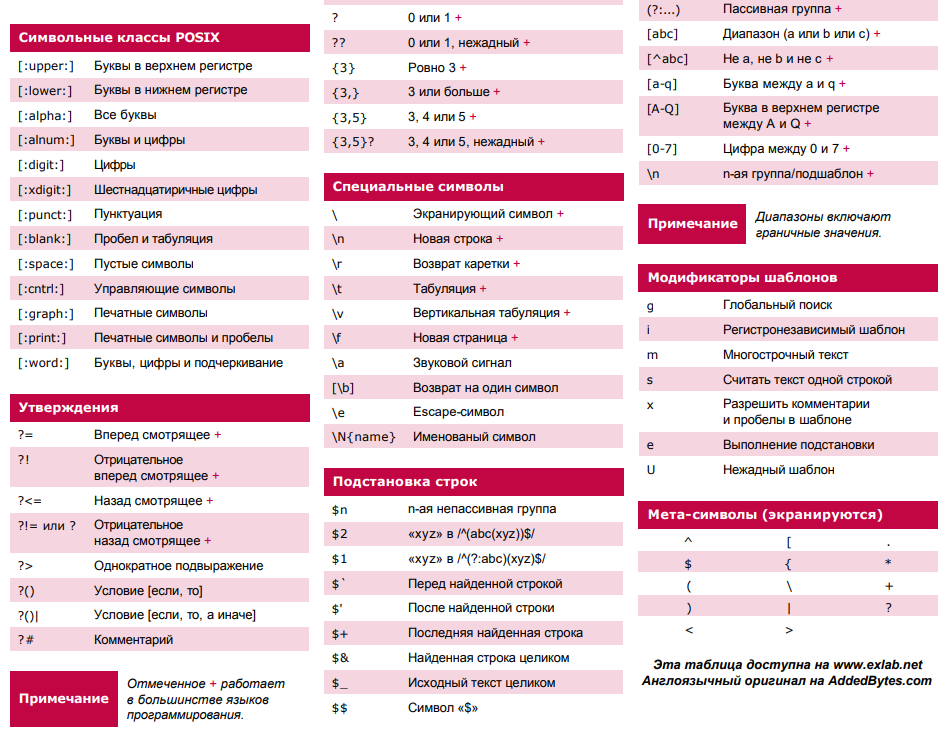 Символьные классы POSIX
[:upper:] Буквы в верхнем регистре
[:lower:] Буквы в нижнем регистре
[:alpha:] Все буквы
[:alnum:] Буквы и цифры
[:digit:] Цифры
[:xdigit:] Шестнадцатиричные цифры
[:punct:] Пунктуация
[:blank:] Пробел и табуляция
[:space:] Пустые символы
[:cntrl:] Управляющие символы
[:graph:] Печатные символы
[:print:] Печатные символы и пробелы
[:word:] Буквы, цифры и подчеркивание
Утверждения
?= Вперед смотрящее +
?! Отрицательное
вперед смотрящее +
?<= Назад смотрящее +
?!= или ? Отрицательное
назад смотрящее +
?> Однократное подвыражение
?() Условие [если, то]
?()| Условие [если, то, а иначе]
?# Комментарий
Примечание
Отмеченное + работает
в большинстве языков
программирования.
? 0 или 1 +
?? 0 или 1, нежадный +
{3} Ровно 3 +
{3,} 3 или больше +
{3,5} 3, 4 или 5 +
{3,5}? 3, 4 или 5, нежадный +
Специальные символы
\ Экранирующий символ +
\n Новая строка +
\r Возврат каретки +
\t Табуляция +
\v Вертикальная табуляция +
\f Новая страница +
\a Звуковой сигнал
[\b] Возврат на один символ
\e Escape-символ
\N{name} Именованый символ
Подстановка строк
$n n-ая непассивная группа
$2 «xyz» в /^(abc(xyz))$/
$1 «xyz» в /^(?:abc)(xyz)$/
$` Перед найденной строкой
$' После найденной строки
$+ Последняя найденная строка
$& Найденная строка целиком
$_ Исходный текст целиком
$$ Символ «$»
(?:…) Пассивная группа +
[abc] Диапазон (a или b или c) +
[^abc] Не a, не b и не c +
[a-q] Буква между a и q +
[A-Q] Буква в верхнем регистре
между A и Q +
[0-7] Цифра между 0 и 7 +
\n n-ая группа/подшаблон +
Примечание
Диапазоны включают
граничные значения.
Модификаторы шаблонов
g Глобальный поиск
i Регистронезависимый шаблон
m Многострочный текст
s Считать текст одной строкой
x Разрешить комментарии
и пробелы в шаблоне
e Выполнение подстановки
U Нежадный шаблон
Мета-символы (экранируются)
^ [ .
$ { *
( \ +
) | ?
< >
Эта таблица доступна на www.exlab.net
Англоязычный оригинал на AddedBytes.com